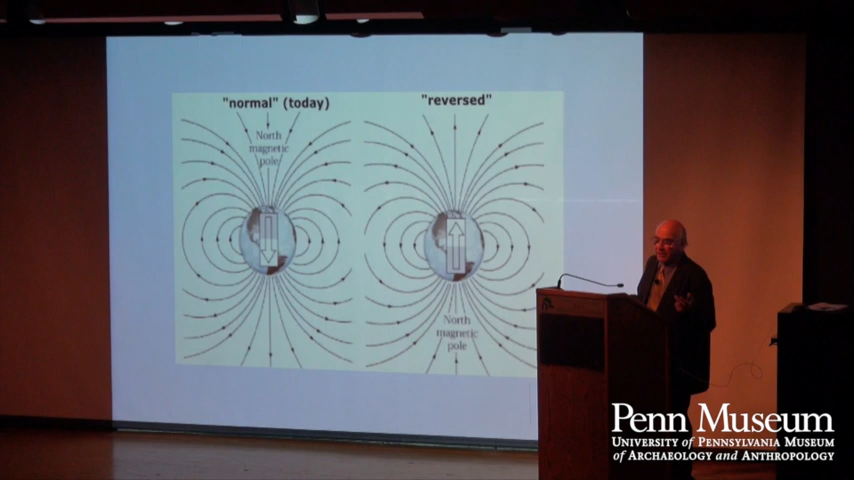 "normal" (today)
"reversed"
North
magnetic
pole
North
magnetic
pole
Penn Museum
University of Pennsylvania Museum
of Archaeology and Anthropology